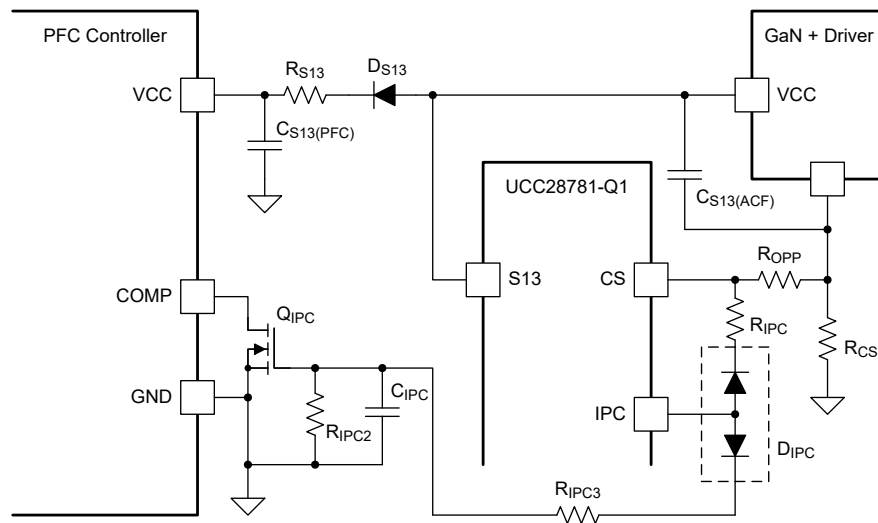 PFC Controller
GaN + Driver
VCC
RS13
DS13
VCC
CS13(PFC)
UCC28781-Q1
CS13(ACF)
ROPP
S13
CS
COMP
QIPC
RIPC
RCS
GND
CIPC
IPC
RIPC2
DIPC
RIPC3